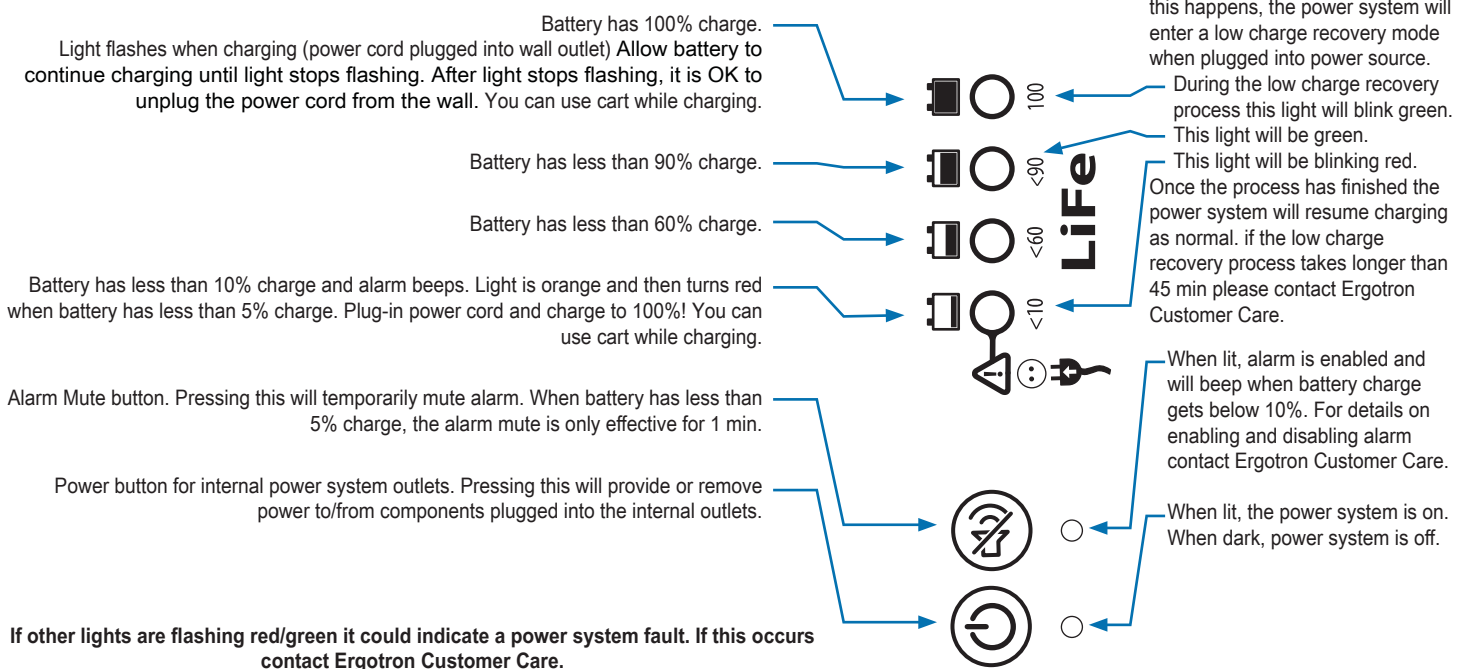 Battery has 100% charge.
Light flashes when charging (power cord plugged into wall outlet) Allow battery to
continue charging until light stops flashing. After light stops flashing, it is OK to
unplug the power cord from the wall. You can use cart while charging.
Battery has less than 90% charge.
Battery has less than 60% charge.
Battery has less than 10% charge and alarm beeps. Light is orange and then turns red
when battery has less than 5% charge. Plug-in power cord and charge to 100%! You can
use cart while charging.
Alarm Mute button. Pressing this will temporarily mute alarm. When battery has less than
5% charge, the alarm mute is only effective for 1 min.
Power button for internal power system outlets. Pressing this will provide or remove
power to/from components plugged into the internal outlets.
If other lights are flashing red/green it could indicate a power system fault. If this occurs
contact Ergotron Customer Care.
100
<90
<60
<10
LiFe
this happens, the power system will
enter a low charge recovery mode
when plugged into power source.
During the low charge recovery
process this light will blink green.
This light will be green.
This light will be blinking red.
Once the process has finished the
power system will resume charging
as normal. if the low charge
recovery process takes longer than
45 min please contact Ergotron
Customer Care.
When lit, alarm is enabled and
will beep when battery charge
gets below 10%. For details on
enabling and disabling alarm
contact Ergotron Customer Care.
When lit, the power system is on.
When dark, power system is off.